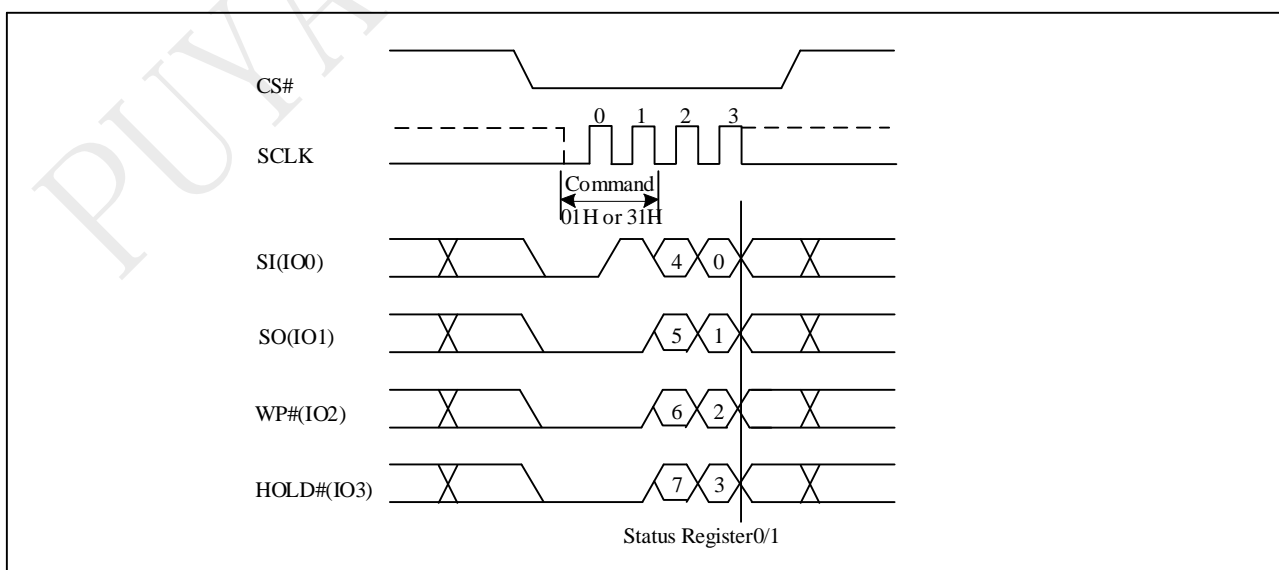 PUYA
CS#
0 1 2 3
SCLK
Command
01H or 31H
SI(IO0) 4 0
SO(IO1) 5 1
WP#(IO2) 6 2
HOLD#(IO3) 7 3
Status Register0/1